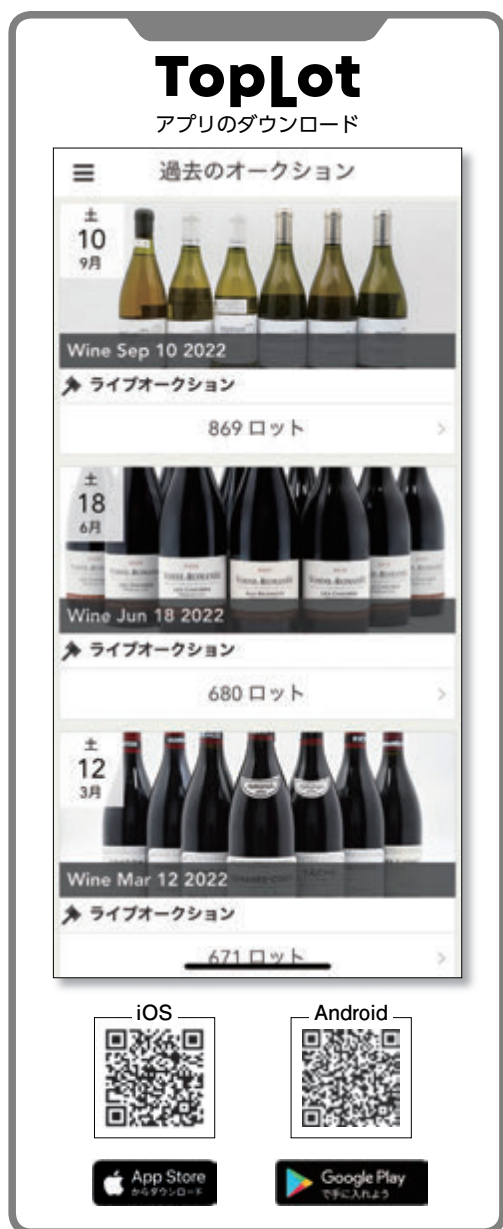 TopLot
アプリのダウンロード
過去のオークション
土
10
9月
Wine Sep 10 2022
ライブオークション
869 ロット
土
18
6月
Wine Jun 18 2022
ライブオークション
680 ロット
土
12
3月
Wine Mar 12 2022
ライブオークション
671 ロット
iOS
Android
App Store
からダウンロード
Google Play
で手に入れよう